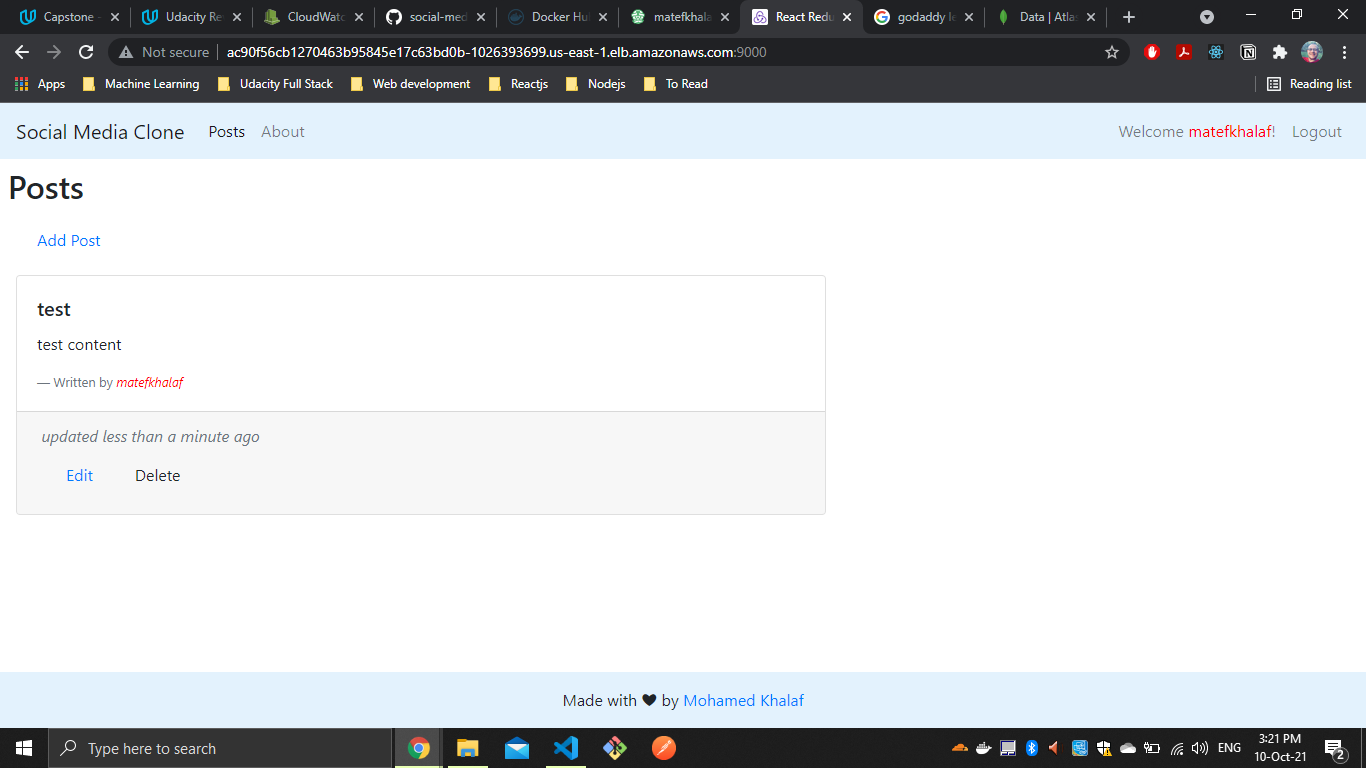 Capstone -
Udacity Re
CloudWatc
social-med
Docker Hu
matefkhala
React Redu
godaddy le
Data | Atlas
Not secure
ac90f56cb1270463b95845e17c63bd0b-1026393699.us-east-1.elb.amazonaws.com:9000
Apps
Machine Learning
Udacity Full Stack
Web development
Reactjs
Nodejs
To Read
Reading list
Social Media Clone
Posts
About
Welcome matefkhalaf!
Logout
Posts
Add Post
test
test content
— Written by matefkhalaf
updated less than a minute ago
Edit
Delete
Made with ♥ by Mohamed Khalaf
Type here to search
ENG
3:21 PM
10-Oct-21
2